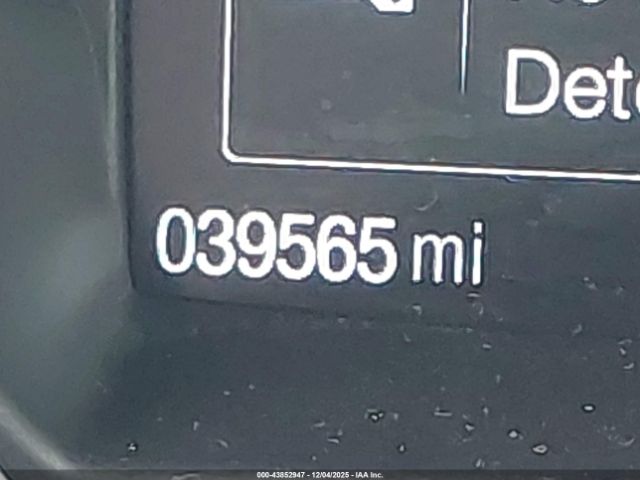 Dete
039565 mi
000-43852947 - 12/04/2025 - IAA Inc.